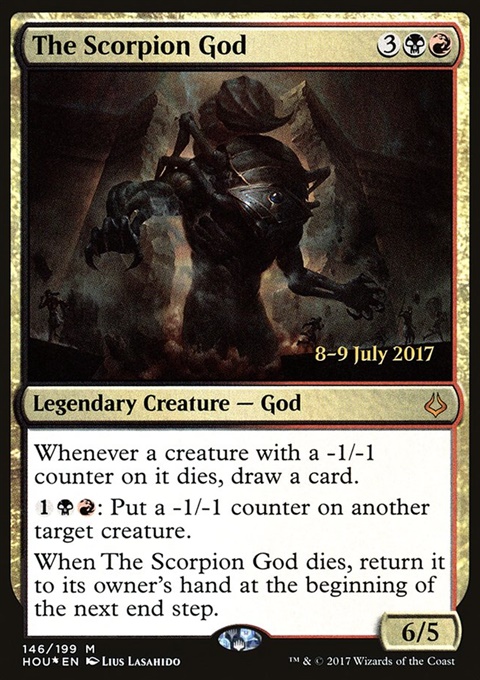 The Scorpion God 3
8–9 July 2017
Legendary Creature — God
Whenever a creature with a -1/-1
counter on it dies, draw a card.
1 : Put a -1/-1 counter on another
target creature.
When The Scorpion God dies, return it
to its owner's hand at the beginning of
the next end step.
6/5
146/199 M
HOU★EN Lius Lasahido
™ & © 2017 Wizards of the Coast